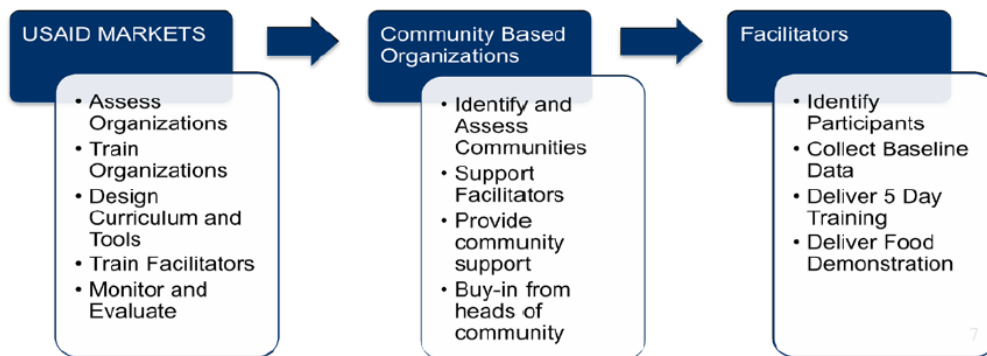 USAID MARKETS
• Assess
Organizations
• Train
Organizations
• Design
Curriculum and
Tools
• Train Facilitators
• Monitor and
Evaluate
Community Based
Organizations
• Identify and
Assess
Communities
• Support
Facilitators
• Provide
community
support
• Buy-in from
heads of
community
Facilitators
• Identify
Participants
• Collect Baseline
Data
• Deliver 5 Day
Training
• Deliver Food
Demonstration
7